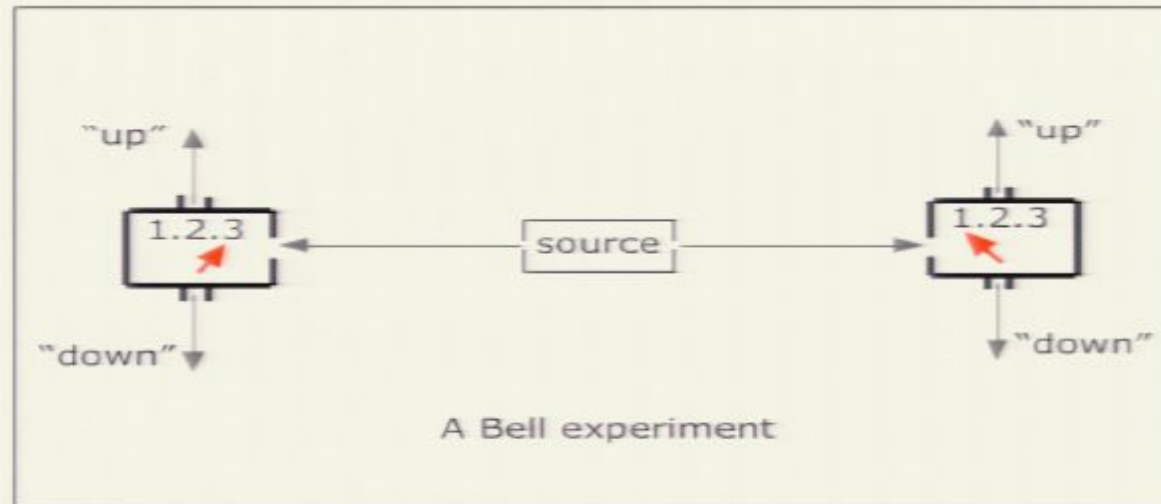 “up”
“up”
1.2.3
1.2.3
source
“down”
“down”
A Bell experiment